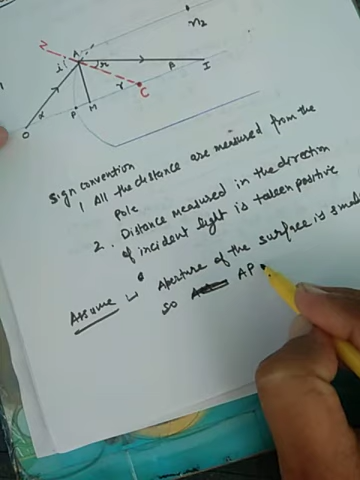 n2
N
A
i
r
α
γ
β
I
C
O
P
M
Sign convention
1 All the distance are measured from the
Pole
2. Distance measured in the direction
of incident light is taken positive
Assume Aperture of the surface is small
so AP